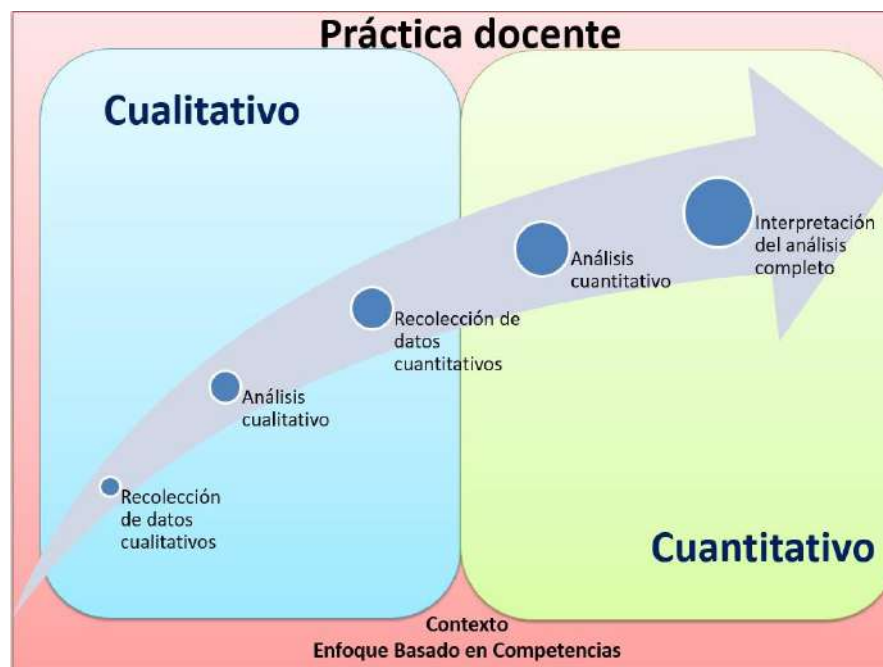 Práctica docente
Cualitativo
Recolección
de datos
cualitativos
Análisis
cualitativo
Recolección de
datos
cuantitativos
Análisis
cuantitativo
Interpretación
del análisis
completo
Cuantitativo
Contexto
Enfoque Basado en Competencias